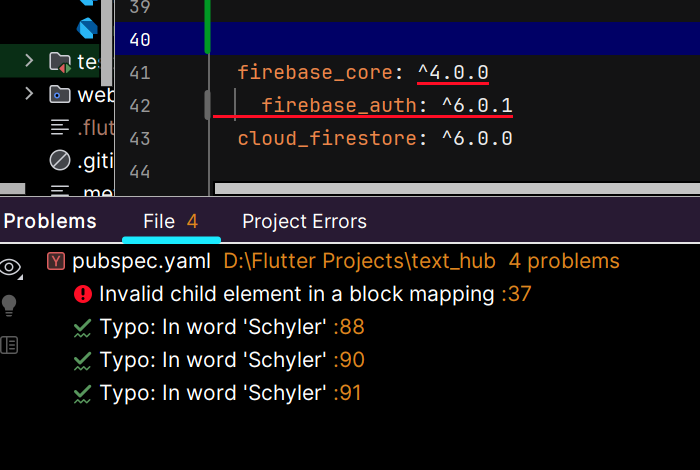 39
40
te
41 firebase_core: ^4.0.0
web
42 firebase_auth: ^6.0.1
.flut
43 cloud_firestore: ^6.0.0
.giti
44
.me
Problems File 4 Project Errors
Y pubspec.yaml D:\Flutter Projects\text_hub 4 problems
Invalid child element in a block mapping :37
Typo: In word 'Schyler' :88
Typo: In word 'Schyler' :90
Typo: In word 'Schyler' :91